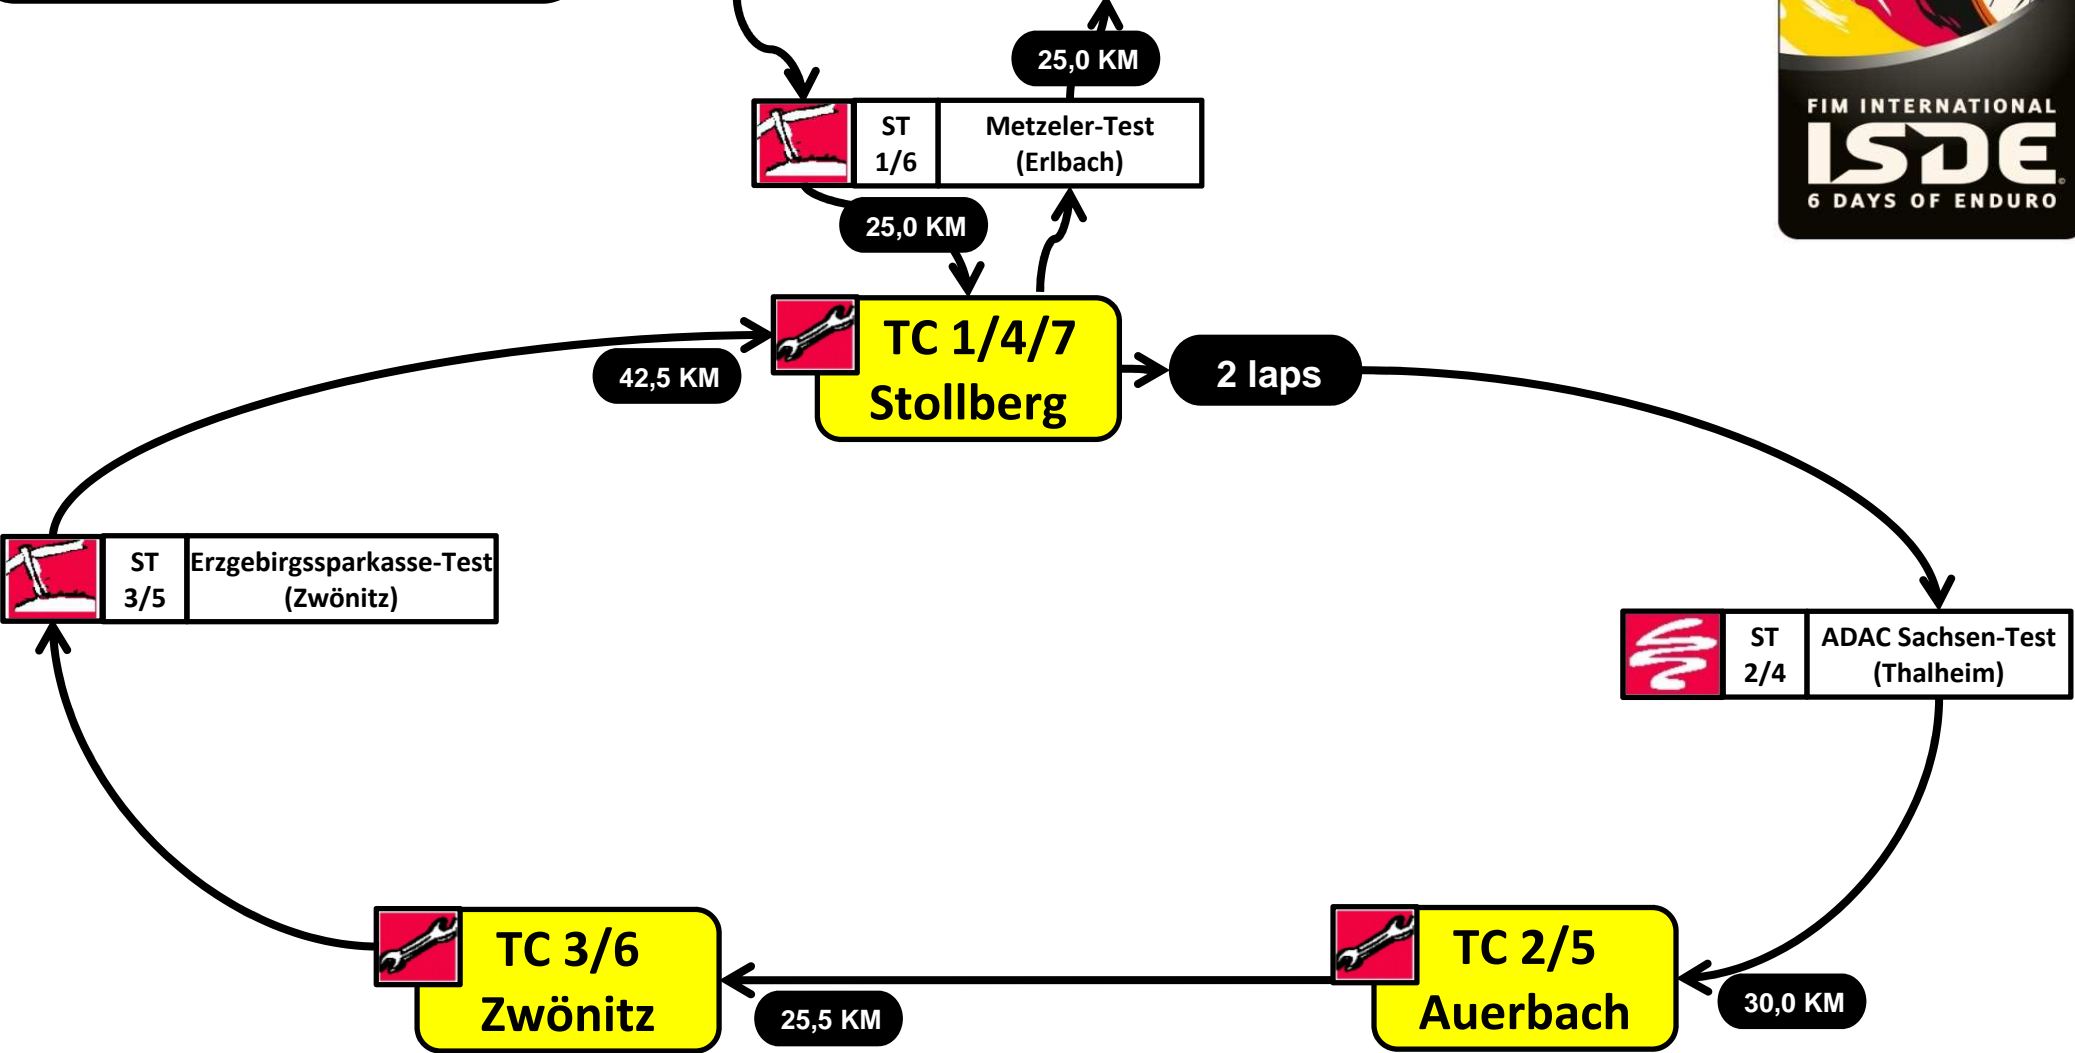 25,0 KM
FIM INTERNATIONAL
ISDE
6 DAYS OF ENDURO
ST
1/6
Metzeler-Test
(Erlbach)
25,0 KM
TC 1/4/7
Stollberg
2 laps
42,5 KM
ST
3/5
Erzgebirgssparkasse-Test
(Zwönitz)
ST
2/4
ADAC Sachsen-Test
(Thalheim)
TC 3/6
Zwönitz
25,5 KM
TC 2/5
Auerbach
30,0 KM